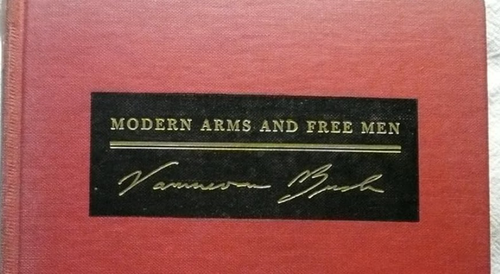 MODERN ARMS AND FREE MEN
Vannevar Bush